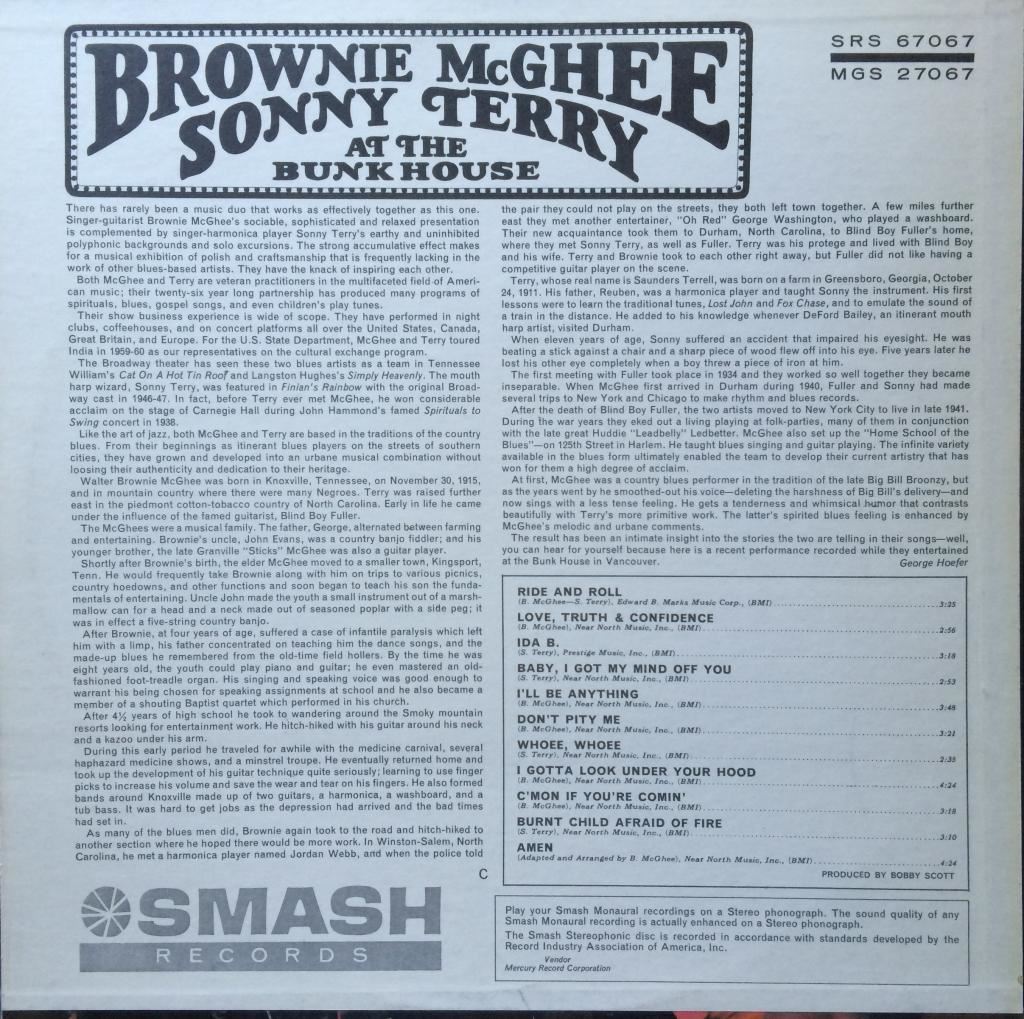 BROWNIE McGHEE
SONNY TERRY
AT THE
BUNK HOUSE
SRS 67067
MGS 27067
There has rarely been a music duo that works as effectively together as this one.
Singer-guitarist Brownie McGhee's sociable, sophisticated and relaxed presentation
is complemented by singer-harmonica player Sonny Terry's earthy and uninhibited
polyphonic backgrounds and solo excursions. The strong accumulative effect makes
for a musical exhibition of polish and craftsmanship that is frequently lacking in the
work of other blues-based artists. They have the knack of inspiring each other.
Both McGhee and Terry are veteran practitioners in the multifaceted field of Ameri-
can music; their twenty-six year long partnership has produced many programs of
spirituals, blues, gospel songs, and even children's play tunes.
Their show business experience is wide of scope. They have performed in night
clubs, coffeehouses, and on concert platforms all over the United States, Canada,
Great Britain, and Europe. For the U.S. State Department, McGhee and Terry toured
India in 1959-60 as our representatives on the cultural exchange program.
The Broadway theater has seen these two blues artists as a team in Tennessee
William's Cat On A Hot Tin Roof and Langston Hughes's Simply Heavenly. The mouth
harp wizard, Sonny Terry, was featured in Finian's Rainbow with the original Broad-
way cast in 1946-47. In fact, before Terry ever met McGhee, he won considerable
acclaim on the stage of Carnegie Hall during John Hammond's famed Spirituals to
Swing concert in 1938.
Like the art of jazz, both McGhee and Terry are based in the traditions of the country
blues. From their beginnings as itinerant blues players on the streets of southern
cities, they have grown and developed into an urbane musical combination without
loosing their authenticity and dedication to their heritage.
Walter Brownie McGhee was born in Knoxville, Tennessee, on November 30, 1915,
and in mountain country where there were many Negroes. Terry was raised further
east in the piedmont cotton-tobacco country of North Carolina. Early in life he came
under the influence of the famed guitarist, Blind Boy Fuller.
The McGhees were a musical family. The father, George, alternated between farming
and entertaining. Brownie's uncle, John Evans, was a country banjo fiddler; and his
younger brother, the late Granville "Sticks" McGhee was also a guitar player.
Shortly after Brownie's birth, the elder McGhee moved to a smaller town, Kingsport,
Tenn. He would frequently take Brownie along with him on trips to various picnics,
country hoedowns, and other functions and soon began to teach his son the funda-
mentals of entertaining. Uncle John made the youth a small instrument out of a marsh-
mallow can for a head and a neck made out of seasoned poplar with a side peg; it
was in effect a five-string country banjo.
After Brownie, at four years of age, suffered a case of infantile paralysis which left
him with a limp, his father concentrated on teaching him the dance songs, and the
made-up blues he remembered from the old-time field hollers. By the time he was
eight years old, the youth could play piano and guitar; he even mastered an old-
fashioned foot-treadle organ. His singing and speaking voice was good enough to
warrant his being chosen for speaking assignments at school and he also became a
member of a shouting Baptist quartet which performed in his church.
After 4½ years of high school he took to wandering around the Smoky mountain
resorts looking for entertainment work. He hitch-hiked with his guitar around his neck
and a kazoo under his arm.
During this early period he traveled for awhile with the medicine carnival, several
haphazard medicine shows, and a minstrel troupe. He eventually returned home and
took up the development of his guitar technique quite seriously; learning to use finger
picks to increase his volume and save the wear and tear on his fingers. He also formed
bands around Knoxville made up of two guitars, a harmonica, a washboard, and a
tub bass. It was hard to get jobs as the depression had arrived and the bad times
had set in.
As many of the blues men did, Brownie again took to the road and hitch-hiked to
another section where he hoped there would be more work. In Winston-Salem, North
Carolina, he met a harmonica player named Jordan Webb, and when the police told
the pair they could not play on the streets, they both left town together. A few miles further
east they met another entertainer, "Oh Red" George Washington, who played a washboard.
Their new acquaintance took them to Durham, North Carolina, to Blind Boy Fuller's home,
where they met Sonny Terry, as well as Fuller. Terry was his protege and lived with Blind Boy
and his wife. Terry and Brownie took to each other right away, but Fuller did not like having a
competitive guitar player on the scene.
Terry, whose real name is Saunders Terrell, was born on a farm in Greensboro, Georgia, October
24, 1911. His father, Reuben, was a harmonica player and taught Sonny the instrument. His first
lessons were to learn the traditional tunes, Lost John and Fox Chase, and to emulate the sound of
a train in the distance. He added to his knowledge whenever DeFord Bailey, an itinerant mouth
harp artist, visited Durham.
When eleven years of age, Sonny suffered an accident that impaired his eyesight. He was
beating a stick against a chair and a sharp piece of wood flew off into his eye. Five years later he
lost his other eye completely when a boy threw a piece of iron at him.
The first meeting with Fuller took place in 1934 and they worked so well together they became
inseparable. When McGhee first arrived in Durham during 1940, Fuller and Sonny had made
several trips to New York and Chicago to make rhythm and blues records.
After the death of Blind Boy Fuller, the two artists moved to New York City to live in late 1941.
During the war years they eked out a living playing at folk-parties, many of them in conjunction
with the late great Huddie "Leadbelly" Ledbetter. McGhee also set up the "Home School of the
Blues"—on 125th Street in Harlem. He taught blues singing and guitar playing. The infinite variety
available in the blues form ultimately enabled the team to develop their current artistry that has
won for them a high degree of acclaim.
At first, McGhee was a country blues performer in the tradition of the late Big Bill Broonzy, but
as the years went by he smoothed-out his voice—deleting the harshness of Big Bill's delivery—and
now sings with a less tense feeling. He gets a tenderness and whimsical humor that contrasts
beautifully with Terry's more primitive work. The latter's spirited blues feeling is enhanced by
McGhee's melodic and urbane comments.
The result has been an intimate insight into the stories the two are telling in their songs—well,
you can hear for yourself because here is a recent performance recorded while they entertained
at the Bunk House in Vancouver. George Hoefer
RIDE AND ROLL
(B. McGhee—S. Terry), Edward B. Marks Music Corp., (BMI) 3:25
LOVE, TRUTH & CONFIDENCE
(B. McGhee), Near North Music, Inc., (BMI) 2:56
IDA B.
(S. Terry), Prestige Music, Inc., (BMI) 3:18
BABY, I GOT MY MIND OFF YOU
(S. Terry), Near North Music, Inc., (BMI) 2:53
I'LL BE ANYTHING
(B. McGhee), Near North Music, Inc., (BMI) 3:48
DON'T PITY ME
(B. McGhee), Near North Music, Inc., (BMI) 3:21
WHOEE, WHOEE
(S. Terry), Near North Music, Inc., (BMI) 2:35
I GOTTA LOOK UNDER YOUR HOOD
(B. McGhee), Near North Music, Inc., (BMI) 4:24
C'MON IF YOU'RE COMIN'
(B. McGhee), Near North Music, Inc., (BMI) 3:18
BURNT CHILD AFRAID OF FIRE
(S. Terry), Near North Music, Inc., (BMI) 3:10
AMEN
(Adapted and Arranged by B. McGhee), Near North Music, Inc., (BMI) 4:24
PRODUCED BY BOBBY SCOTT
C
SMASH
RECORDS
Play your Smash Monaural recordings on a Stereo phonograph. The sound quality of any
Smash Monaural recording is actually enhanced on a Stereo phonograph.
The Smash Stereophonic disc is recorded in accordance with standards developed by the
Record Industry Association of America, Inc.
Vendor
Mercury Record Corporation